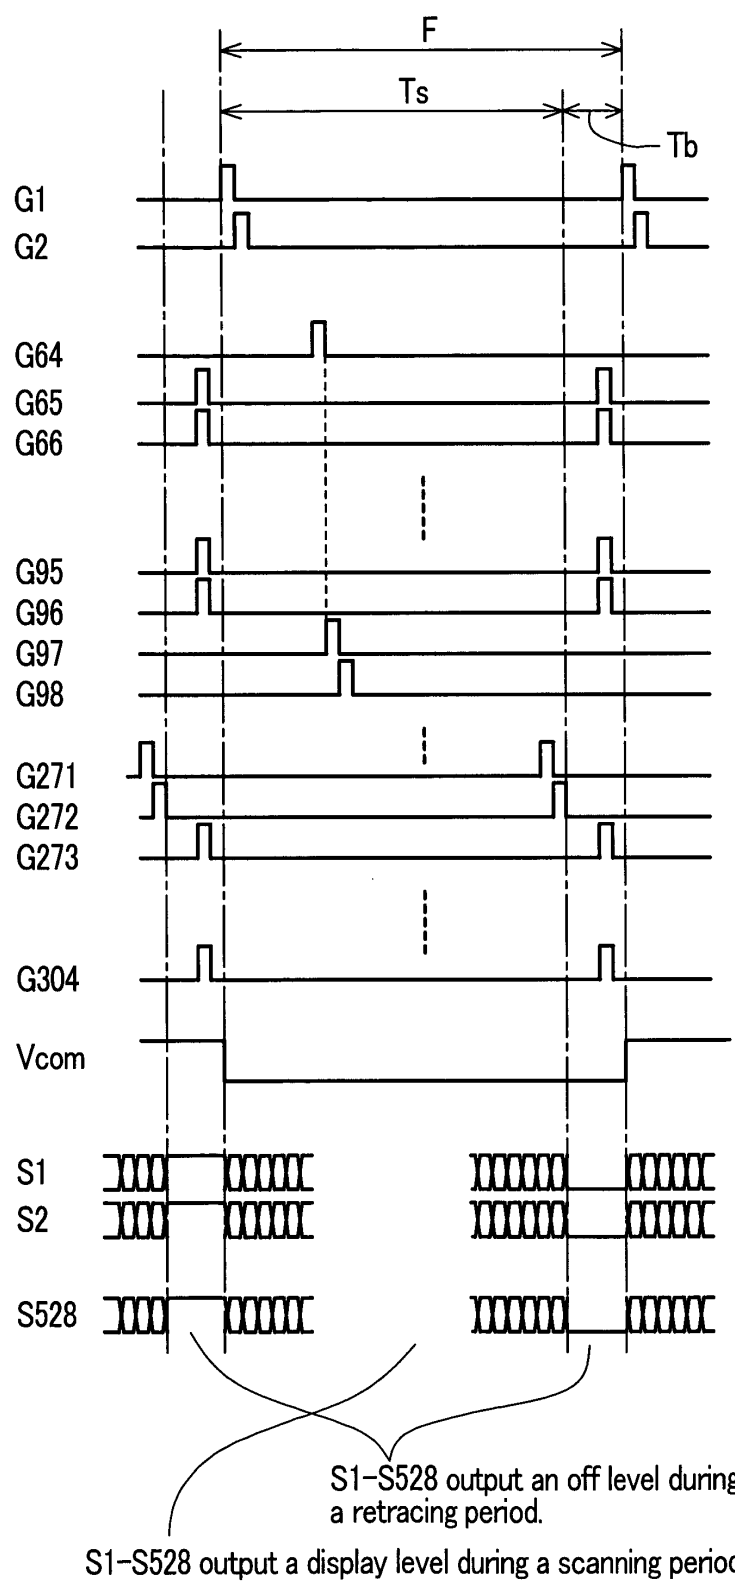 F
Ts
Tb
G1
G2
G64
G65
G66
G95
G96
G97
G98
G271
G272
G273
G304
Vcom
S1
S2
S528
S1-S528 output an off level during
a retracing period.
S1-S528 output a display level during a scanning period